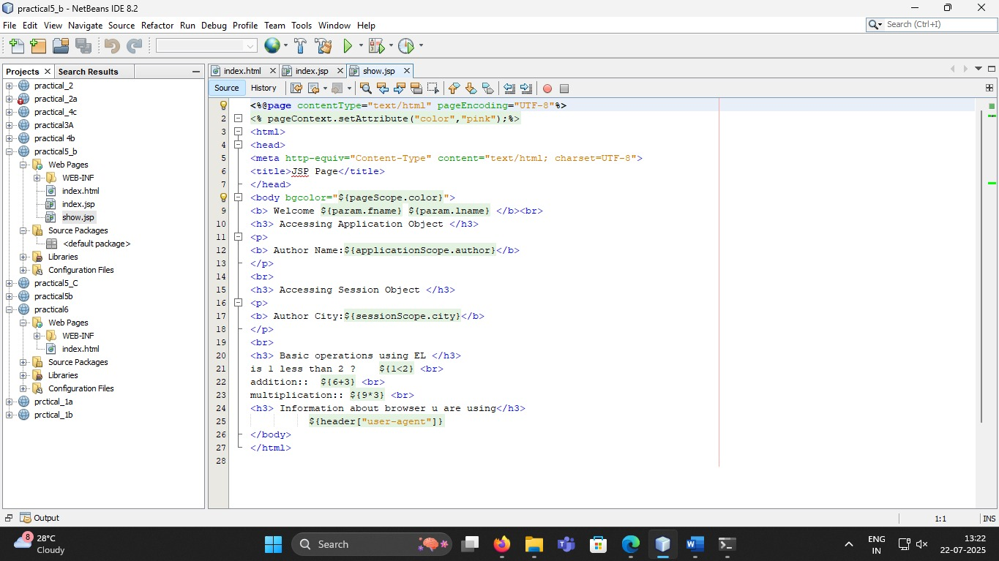 practical5_b - NetBeans IDE 8.2
File Edit View Navigate Source Refactor Run Debug Profile Team Tools Window Help
Search (Ctrl+I)
Projects
Search Results
practical_2
practical_2a
practical_4c
practical3A
practical 4b
practical5_b
Web Pages
WEB-INF
index.html
index.jsp
show.jsp
Source Packages
<default package>
Libraries
Configuration Files
practical5_C
practical5b
practical6
Web Pages
WEB-INF
index.html
Source Packages
Libraries
Configuration Files
prctical_1a
prctical_1b
index.html
index.jsp
show.jsp
Source History
<%@page contentType="text/html" pageEncoding="UTF-8"%>
2 <% pageContext.setAttribute("color","pink");%>
3 <html>
4 <head>
5 <meta http-equiv="Content-Type" content="text/html; charset=UTF-8">
6 <title>JSP Page</title>
7 </head>
<body bgcolor="${pageScope.color}">
9 <b> Welcome ${param.fname} ${param.lname} </b><br>
10 <h3> Accessing Application Object </h3>
11 <p>
12 <b> Author Name:${applicationScope.author}</b>
13 </p>
14 <br>
15 <h3> Accessing Session Object </h3>
16 <p>
17 <b> Author City:${sessionScope.city}</b>
18 </p>
19 <br>
20 <h3> Basic operations using EL </h3>
21 is 1 less than 2 ? ${1<2} <br>
22 addition:: ${6+3} <br>
23 multiplication:: ${9*3} <br>
24 <h3> Information about browser u are using</h3>
25 ${header["user-agent"]}
26 </body>
27 </html>
28
Output
1:1 INS
8
28°C
Cloudy
Search
ENG
IN
13:22
22-07-2025